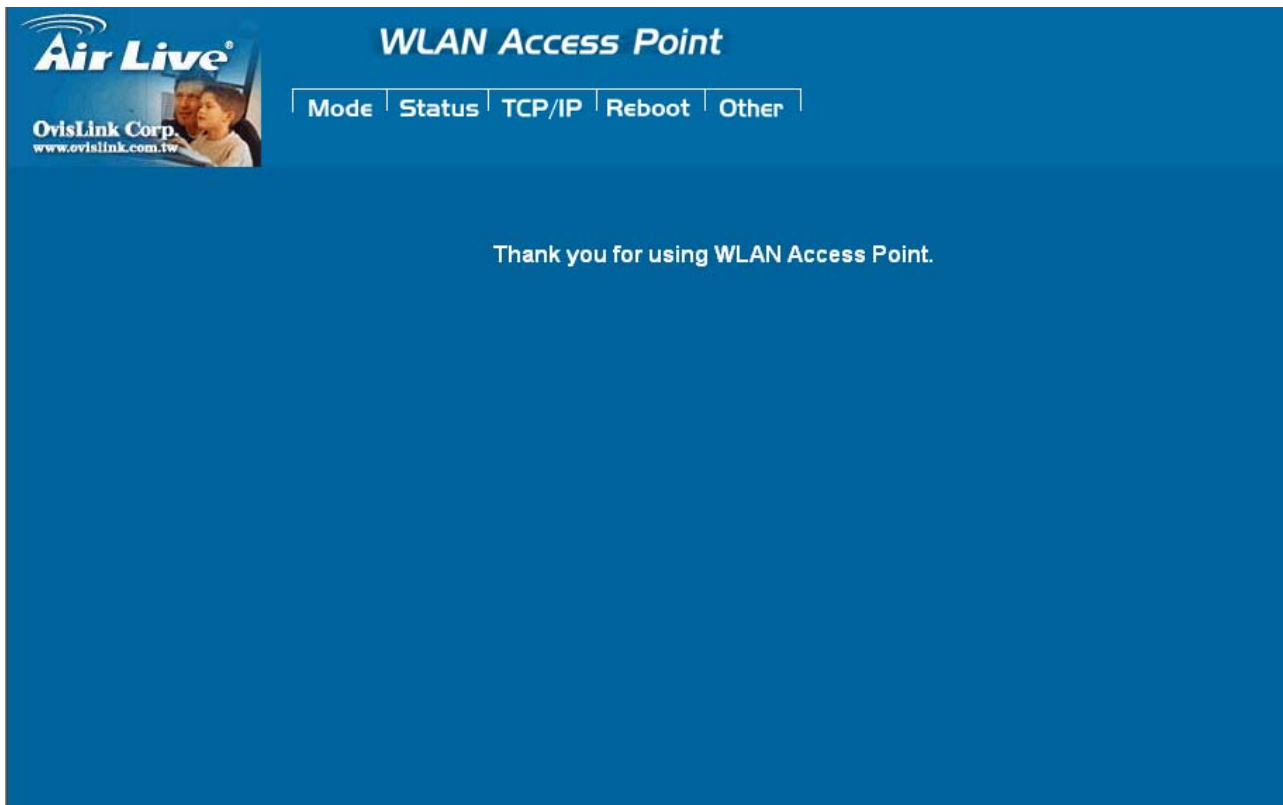 Air Live®
OvisLink Corp.
www.ovislink.com.tw
WLAN Access Point
Mode Status TCP/IP Reboot Other
Thank you for using WLAN Access Point.